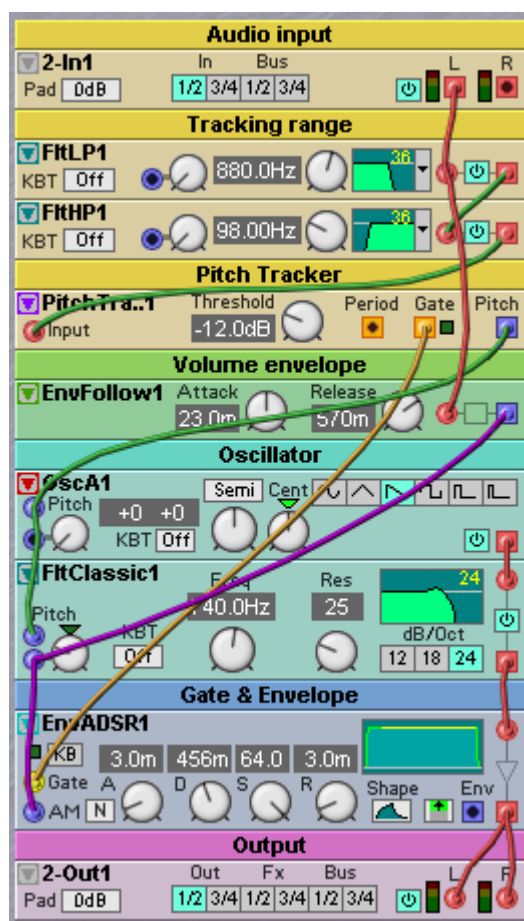 Audio input
2-In1 In Bus L R
Pad 0dB 1/2 3/4 1/2 3/4
Tracking range
FltLP1 36
KBT Off 880.0Hz
FltHP1 36
KBT Off 98.00Hz
Pitch Tracker
PitchTra..1 Threshold Period Gate Pitch
Input -12.0dB
Volume envelope
EnvFollow1 Attack Release
23.0m 570m
Oscillator
OscA1 Semi Cent
Pitch +0 +0
KBT Off
FltClassic1 Freq Res 24
Pitch 740.0Hz 25
KBT dB/Oct
Off 12 18 24
Gate & Envelope
EnvADSR1
KB 3.0m 456m 64.0 3.0m
Gate A D S R Shape Env
AM N
Output
2-Out1 Out Fx Bus L R
Pad 0dB 1/2 3/4 1/2 3/4 1/2 3/4